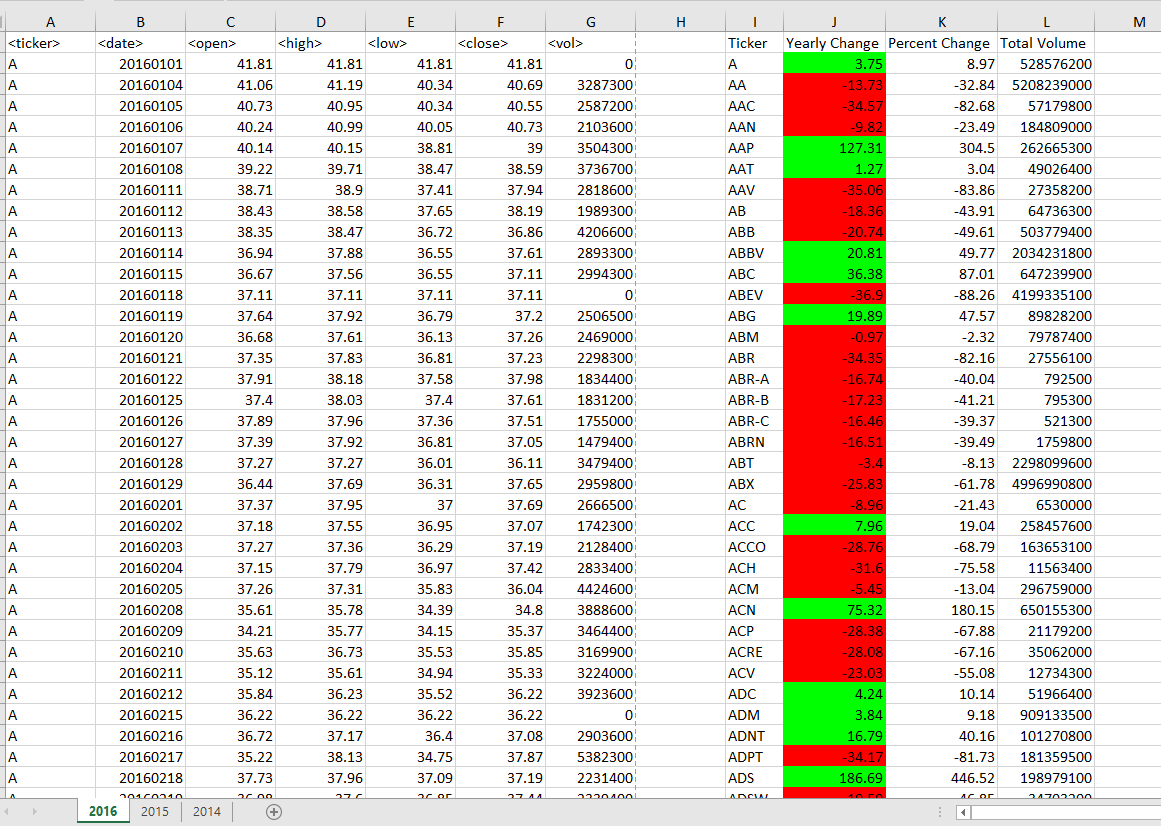 A B C D E F G H I J K L M
<ticker> <date> <open> <high> <low> <close> <vol> Ticker Yearly Change Percent Change Total Volume
A 20160101 41.81 41.81 41.81 41.81 0 A 3.75 8.97 528576200
A 20160104 41.06 41.19 40.34 40.69 3287300 AA -13.73 -32.84 5208239000
A 20160105 40.73 40.95 40.34 40.55 2587200 AAC -34.57 -82.68 57179800
A 20160106 40.24 40.99 40.05 40.73 2103600 AAN -9.82 -23.49 184809000
A 20160107 40.14 40.15 38.81 39 3504300 AAP 127.31 304.5 262665300
A 20160108 39.22 39.71 38.47 38.59 3736700 AAT 1.27 3.04 49026400
A 20160111 38.71 38.9 37.41 37.94 2818600 AAV -35.06 -83.86 27358200
A 20160112 38.43 38.58 37.65 38.19 1989300 AB -18.36 -43.91 64736300
A 20160113 38.35 38.47 36.72 36.86 4206600 ABB -20.74 -49.61 503779400
A 20160114 36.94 37.88 36.55 37.61 2893300 ABBV 20.81 49.77 2034231800
A 20160115 36.67 37.56 36.55 37.11 2994300 ABC 36.38 87.01 647239900
A 20160118 37.11 37.11 37.11 37.11 0 ABEV -36.9 -88.26 4199335100
A 20160119 37.64 37.92 36.79 37.2 2506500 ABG 19.89 47.57 89828200
A 20160120 36.68 37.61 36.13 37.26 2469000 ABM -0.97 -2.32 79787400
A 20160121 37.35 37.83 36.81 37.23 2298300 ABR -34.35 -82.16 27556100
A 20160122 37.91 38.18 37.58 37.98 1834400 ABR-A -16.74 -40.04 792500
A 20160125 37.4 38.03 37.4 37.61 1831200 ABR-B -17.23 -41.21 795300
A 20160126 37.89 37.96 37.36 37.51 1755000 ABR-C -16.46 -39.37 521300
A 20160127 37.39 37.92 36.81 37.05 1479400 ABRN -16.51 -39.49 1759800
A 20160128 37.27 37.27 36.01 36.11 3479400 ABT -3.4 -8.13 2298099600
A 20160129 36.44 37.69 36.31 37.65 2959800 ABX -25.83 -61.78 4996990800
A 20160201 37.37 37.95 37 37.69 2666500 AC -8.96 -21.43 6530000
A 20160202 37.18 37.55 36.95 37.07 1742300 ACC 7.96 19.04 258457600
A 20160203 37.27 37.36 36.29 37.19 2128400 ACCO -28.76 -68.79 163653100
A 20160204 37.15 37.79 36.97 37.42 2833400 ACH -31.6 -75.58 11563400
A 20160205 37.26 37.31 35.83 36.04 4424600 ACM -5.45 -13.04 296759000
A 20160208 35.61 35.78 34.39 34.8 3888600 ACN 75.32 180.15 650155300
A 20160209 34.21 35.77 34.15 35.37 3464400 ACP -28.38 -67.88 21179200
A 20160210 35.63 36.73 35.53 35.85 3169900 ACRE -28.08 -67.16 35062000
A 20160211 35.12 35.61 34.94 35.33 3224000 ACV -23.03 -55.08 12734300
A 20160212 35.84 36.23 35.52 36.22 3923600 ADC 4.24 10.14 51966400
A 20160215 36.22 36.22 36.22 36.22 0 ADM 3.84 9.18 909133500
A 20160216 36.72 37.17 36.4 37.08 2903600 ADNT 16.79 40.16 101270800
A 20160217 35.22 38.13 34.75 37.87 5382300 ADPT -34.17 -81.73 181359500
A 20160218 37.73 37.96 37.09 37.19 2231400 ADS 186.69 446.52 198979100
2016 2015 2014